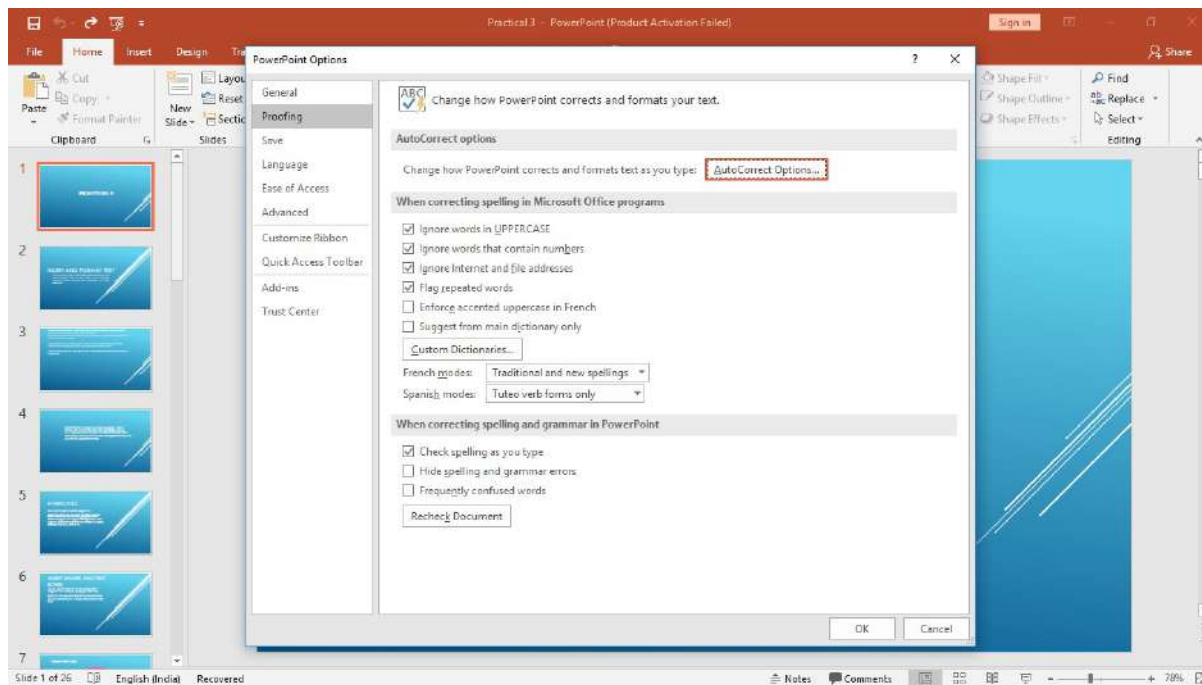 Practical 3 - PowerPoint (Product Activation Failed)
Sign in
File Home Insert Design Share
Cut
Copy
Format Painter
Paste
Clipboard
New
Slide
Reset
Slides
Shape Fill
Shape Outline
Shape Effects
Find
Replace
Select
Editing
PowerPoint Options
? ×
General
Proofing
Save
Language
Ease of Access
Advanced
Customize Ribbon
Quick Access Toolbar
Add-ins
Trust Center
ABC
Change how PowerPoint corrects and formats your text.
AutoCorrect options
Change how PowerPoint corrects and formats text as you type: AutoCorrect Options...
When correcting spelling in Microsoft Office programs
Ignore words in UPPERCASE
Ignore words that contain numbers
Ignore Internet and file addresses
Flag repeated words
Enforce accented uppercase in French
Suggest from main dictionary only
Custom Dictionaries...
French modes: Traditional and new spellings
Spanish modes: Tuteo verb forms only
When correcting spelling and grammar in PowerPoint
Check spelling as you type
Hide spelling and grammar errors
Frequently confused words
Recheck Document
OK Cancel
1
2
3
4
5
6
7
Slide 1 of 26 English (India) Recovered Notes Comments 78%